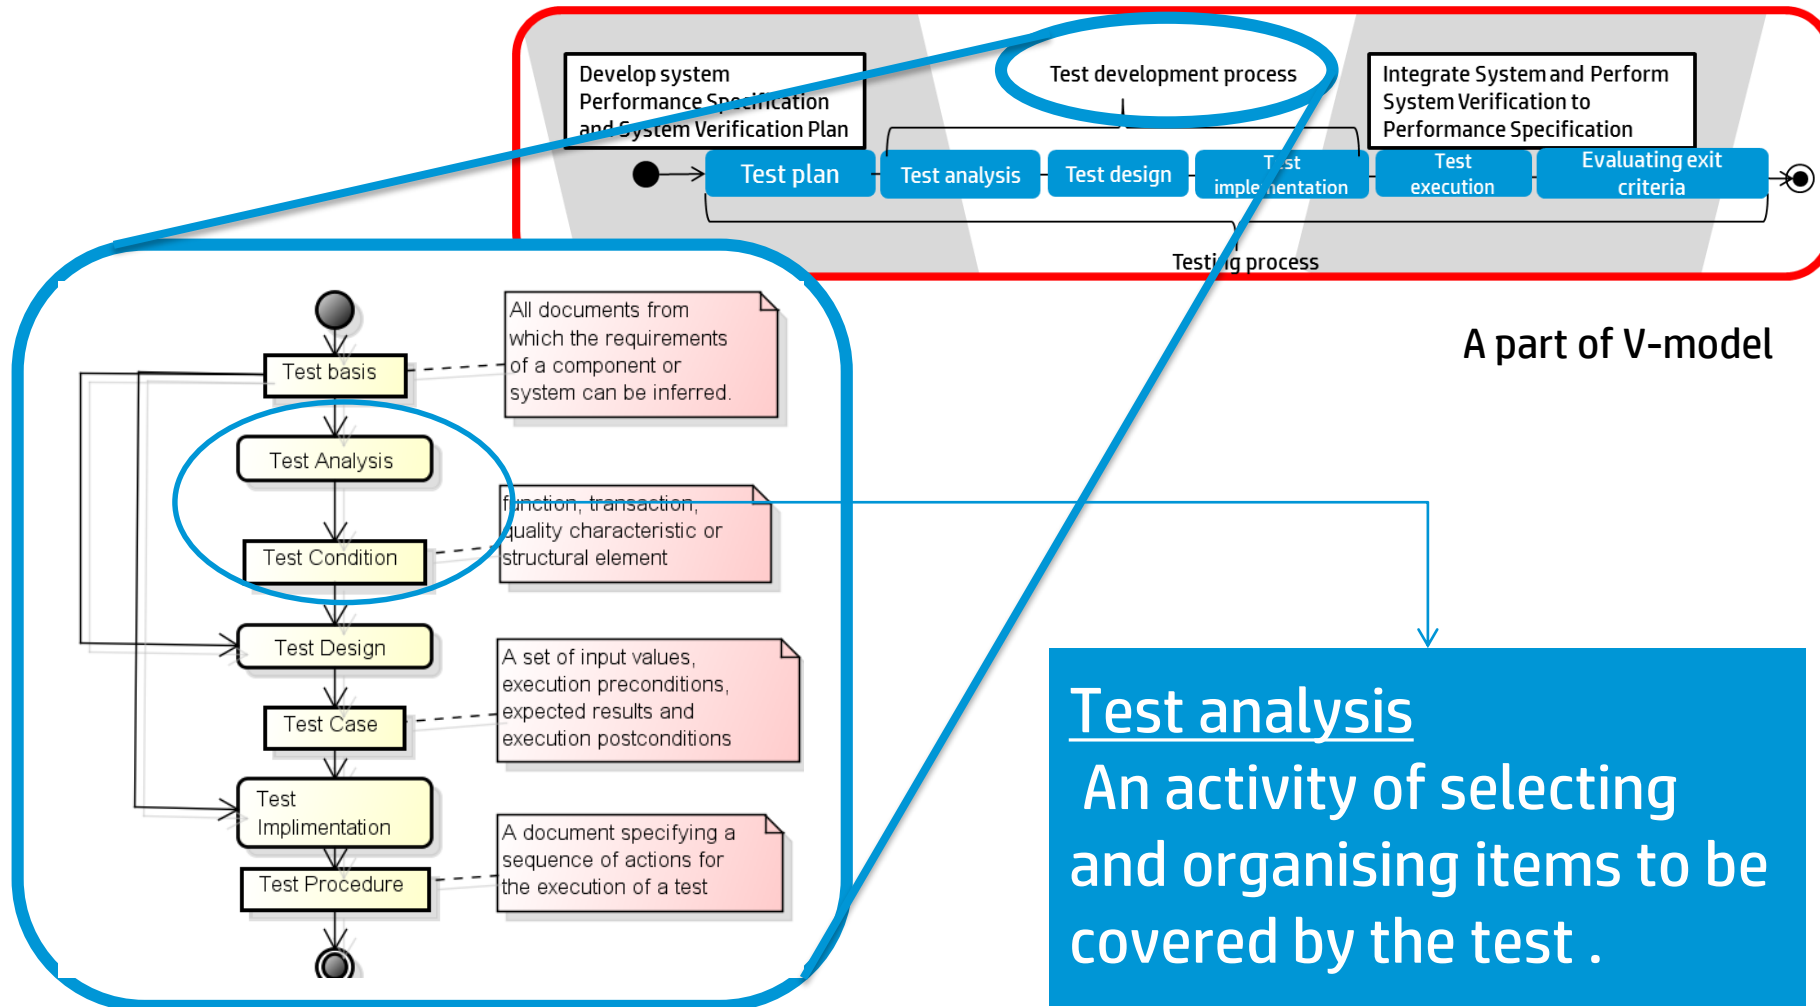 Develop system
Performance Specification
and System Verification Plan
Test development process
Integrate System and Perform
System Verification to
Performance Specification
Test plan
Test analysis
Test design
Test
implementation
Test
execution
Evaluating exit
criteria
Testing process
A part of V-model
Test basis
All documents from
which the requirements
of a component or
system can be inferred.
Test Analysis
function, transaction,
quality characteristic or
structural element
Test Condition
Test Design
A set of input values,
execution preconditions,
expected results and
execution postconditions
Test Case
Test
Implimentation
A document specifying a
sequence of actions for
the execution of a test
Test Procedure
Test analysis
An activity of selecting
and organising items to be
covered by the test .